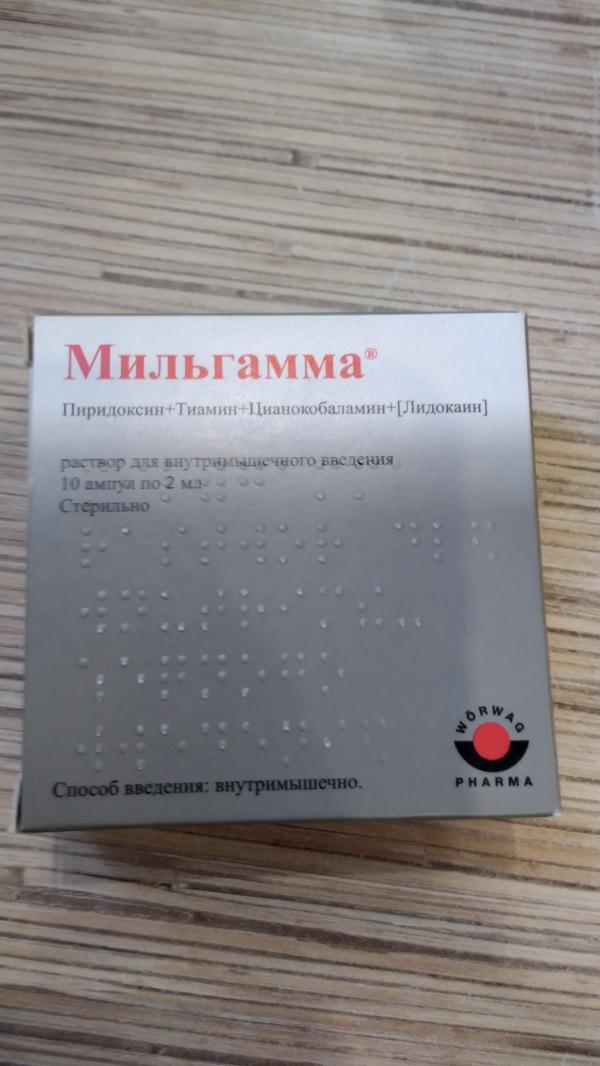 Мильгамма®
Пиридоксин+Тиамин+Цианокобаламин+[Лидокаин]
раствор для внутримышечного введения
10 ампул по 2 мл
Стерильно
WÖRWAG
PHARMA
Способ введения: внутримышечно.